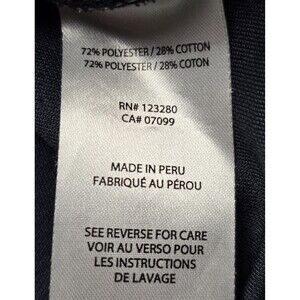 72% POLYESTER / 28% COTTON
72% POLYESTER / 28% COTON
RN# 123280
CA# 07099
MADE IN PERU
FABRIQUÉ AU PÉROU
SEE REVERSE FOR CARE
VOIR AU VERSO POUR
LES INSTRUCTIONS
DE LAVAGE